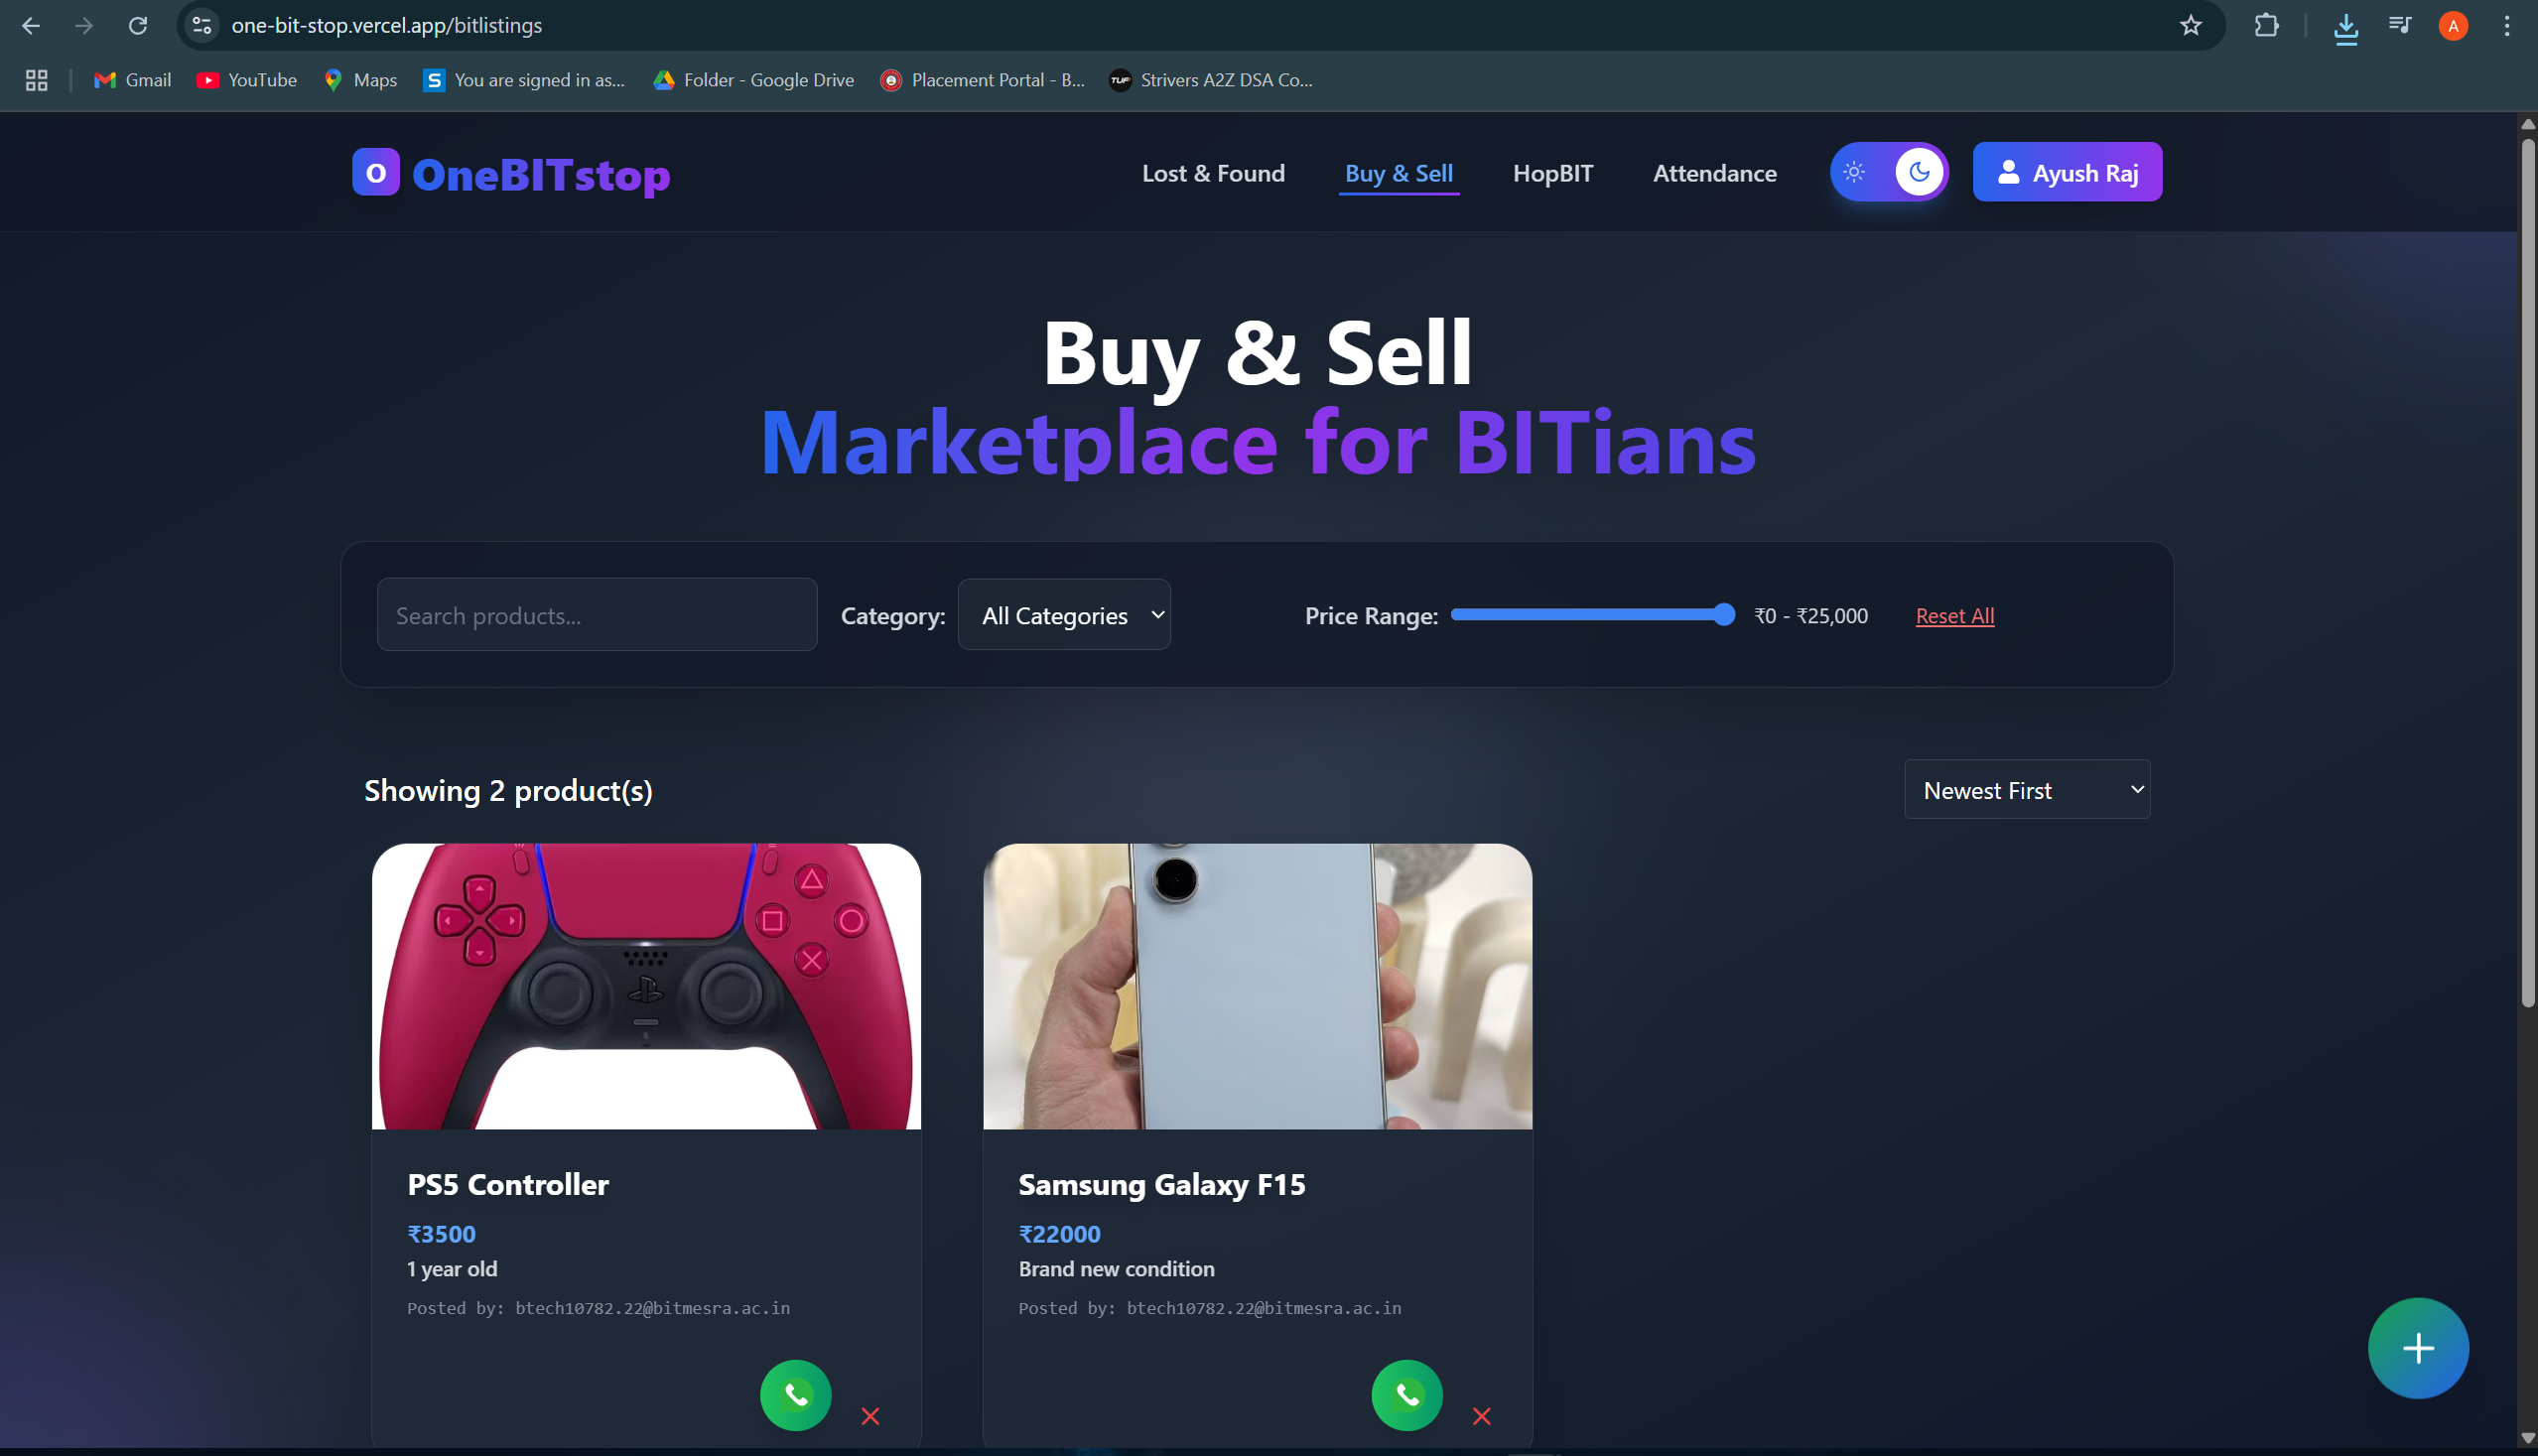 one-bit-stop.vercel.app/bitlistings
A
Gmail
YouTube
Maps
S
You are signed in as...
Folder - Google Drive
Placement Portal - B...
TUF
Strivers A2Z DSA Co...
O
OneBITstop
Lost & Found
Buy & Sell
HopBIT
Attendance
Ayush Raj
Buy & Sell
Marketplace for BITians
Search products...
Category:
All Categories
Price Range:
₹0 - ₹25,000
Reset All
Showing 2 product(s)
Newest First
PS5 Controller
₹3500
1 year old
Posted by: btech10782.22@bitmesra.ac.in
Samsung Galaxy F15
₹22000
Brand new condition
Posted by: btech10782.22@bitmesra.ac.in